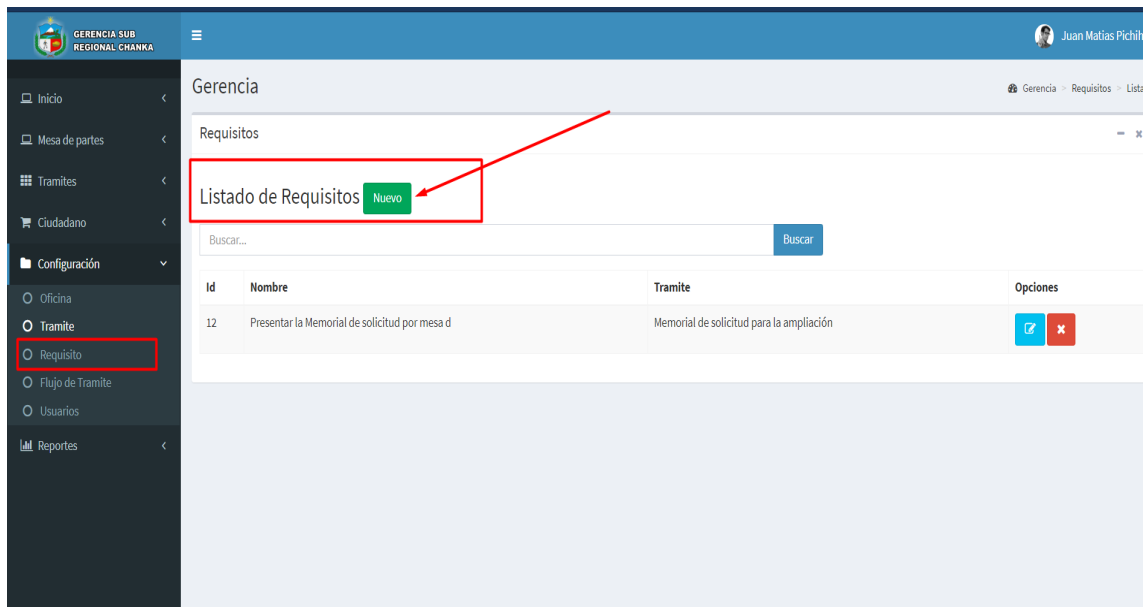 GERENCIA SUB
REGIONAL CHANKA
Juan Matias Pichih
Inicio
Mesa de partes
Tramites
Ciudadano
Configuración
Oficina
Tramite
Requisito
Flujo de Tramite
Usuarios
Reportes
Gerencia
Gerencia > Requisitos > Lista
Requisitos
Listado de Requisitos Nuevo
Buscar... Buscar
Id Nombre Tramite Opciones
12 Presentar la Memorial de solicitud por mesa d Memorial de solicitud para la ampliación